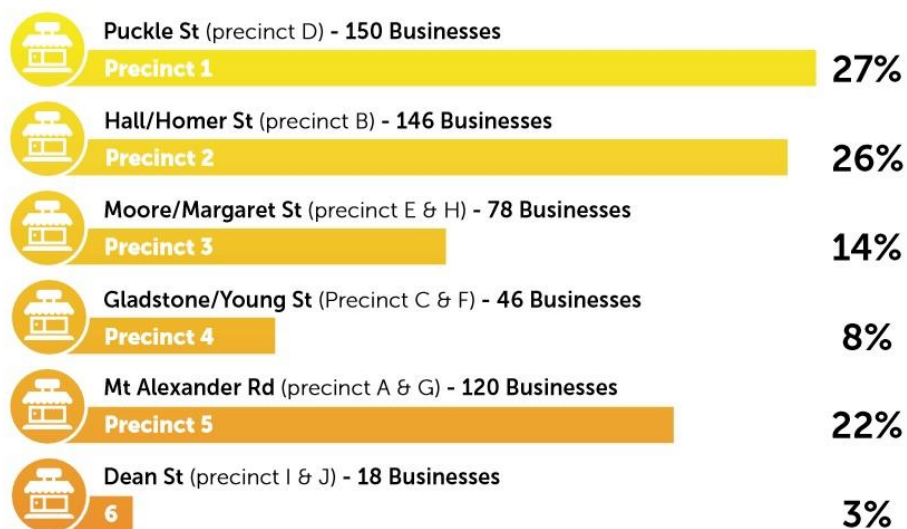 Puckle St (precinct D) - 150 Businesses
Precinct 1
27%
Hall/Homer St (precinct B) - 146 Businesses
Precinct 2
26%
Moore/Margaret St (precinct E & H) - 78 Businesses
Precinct 3
14%
Gladstone/Young St (Precinct C & F) - 46 Businesses
Precinct 4
8%
Mt Alexander Rd (precinct A & G) - 120 Businesses
Precinct 5
22%
Dean St (precinct I & J) - 18 Businesses
6
3%